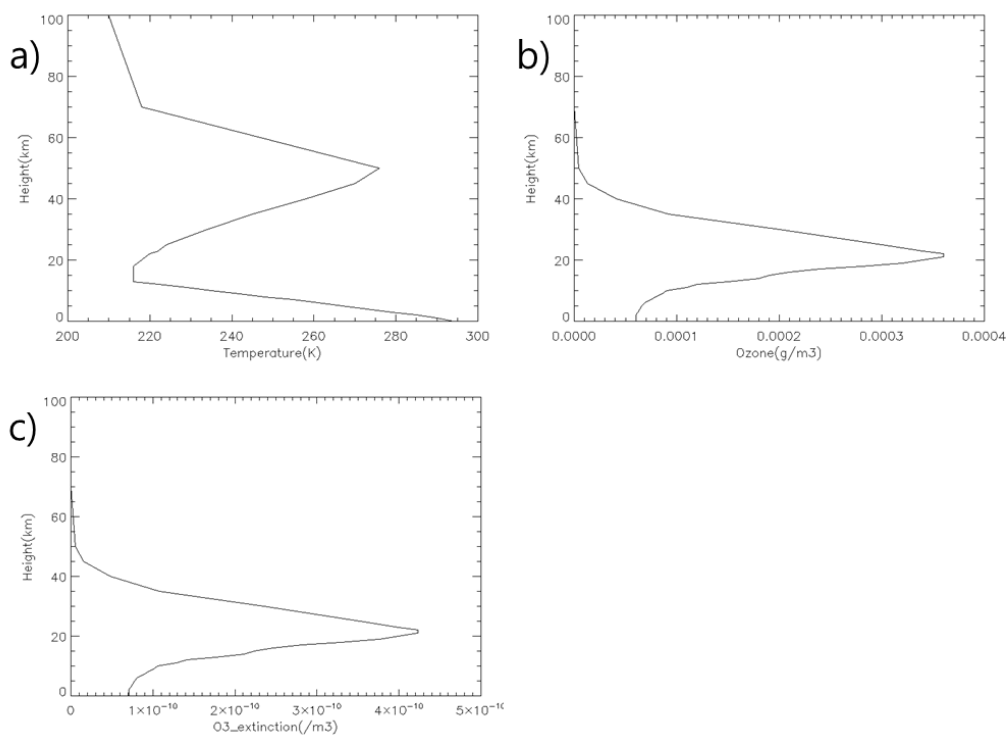 a)
100
80
60
40
20
0
Height(km)
200 220 240 260 280 300
Temperature(K)
b)
100
80
60
40
20
0
Height(km)
0.0000 0.0001 0.0002 0.0003 0.0004
Ozone(g/m3)
c)
100
80
60
40
20
0
Height(km)
0 1×10⁻¹⁰ 2×10⁻¹⁰ 3×10⁻¹⁰ 4×10⁻¹⁰ 5×10⁻¹⁰
O3_extinction(/m3)